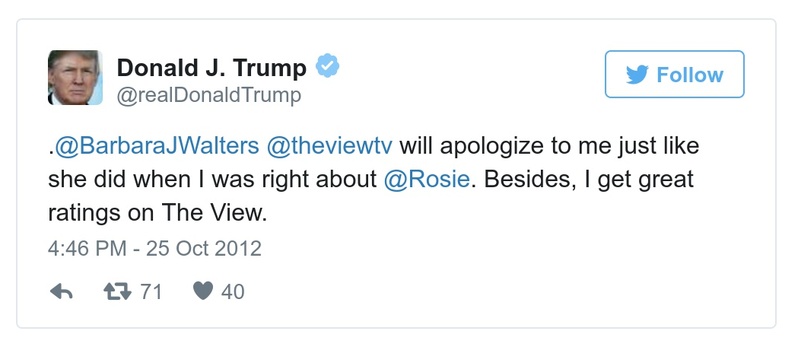 Donald J. Trump
@realDonaldTrump
Follow
.@BarbaraJWalters @theviewtv will apologize to me just like
she did when I was right about @Rosie. Besides, I get great
ratings on The View.
4:46 PM - 25 Oct 2012
71 40